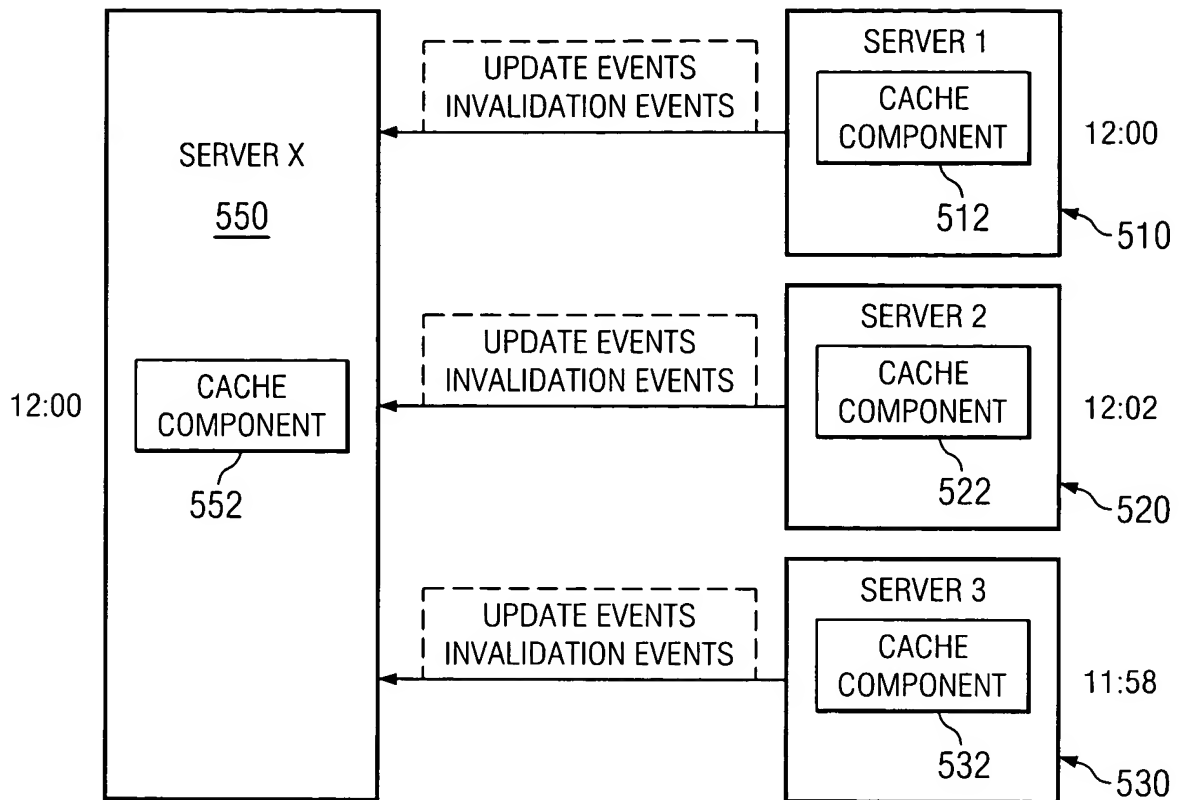 SERVER X
550
12:00
CACHE
COMPONENT
552
UPDATE EVENTS
INVALIDATION EVENTS
SERVER 1
CACHE
COMPONENT
512
12:00
510
UPDATE EVENTS
INVALIDATION EVENTS
SERVER 2
CACHE
COMPONENT
522
12:02
520
UPDATE EVENTS
INVALIDATION EVENTS
SERVER 3
CACHE
COMPONENT
532
11:58
530